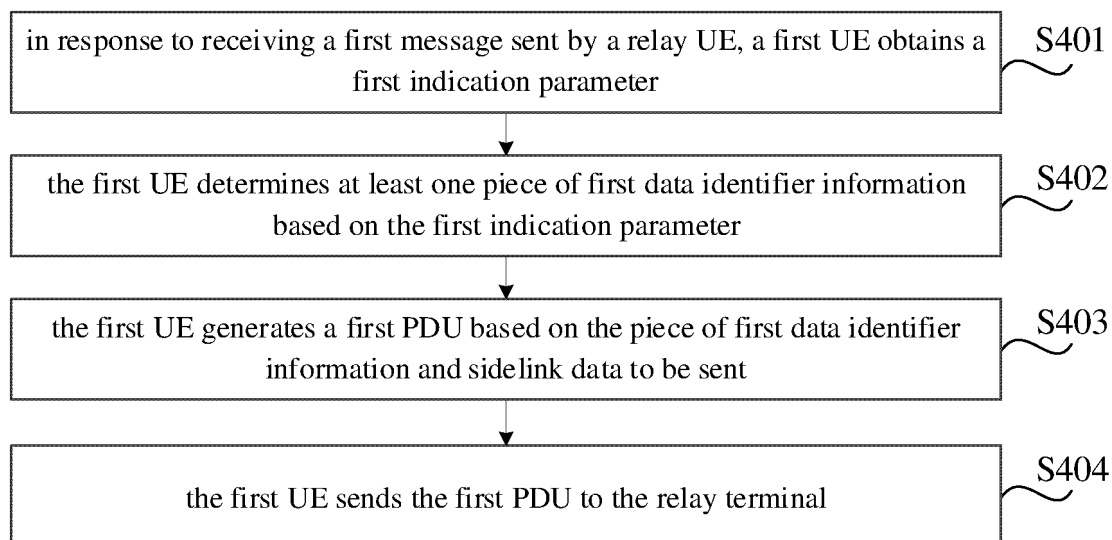 in response to receiving a first message sent by a relay UE, a first UE obtains a
first indication parameter
S401
the first UE determines at least one piece of first data identifier information
based on the first indication parameter
S402
the first UE generates a first PDU based on the piece of first data identifier
information and sidelink data to be sent
S403
the first UE sends the first PDU to the relay terminal
S404